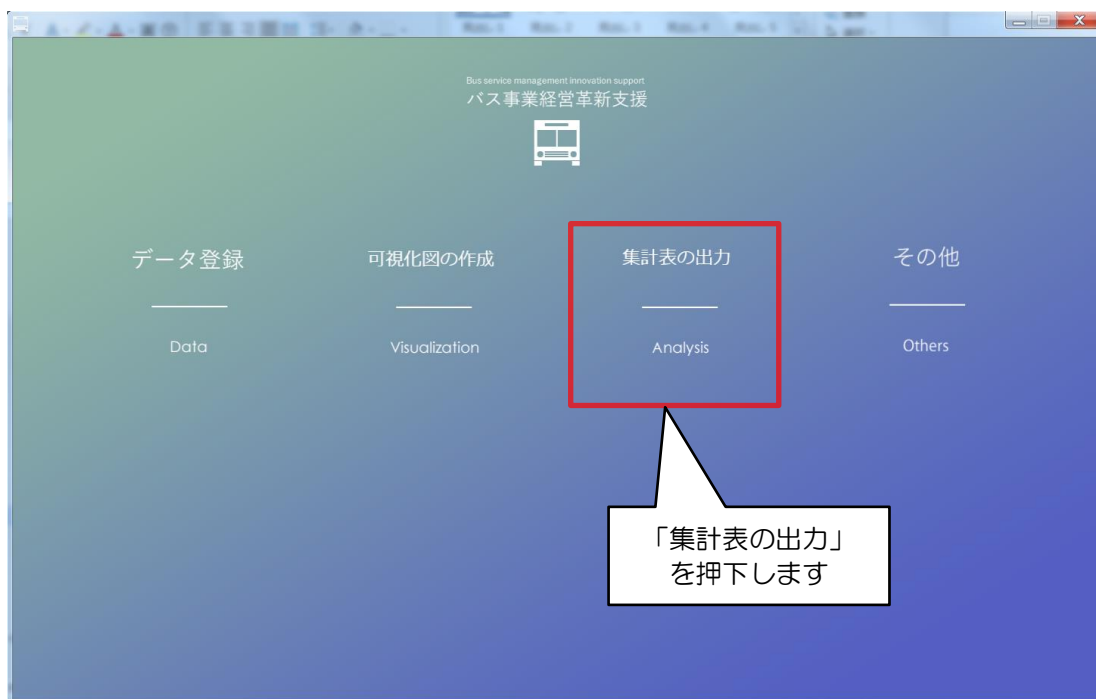 Bus service management innovation support
バス事業経営革新支援
データ登録
可視化図の作成
集計表の出力
その他
Data
Visualization
Analysis
Others
「集計表の出力」
を押下します